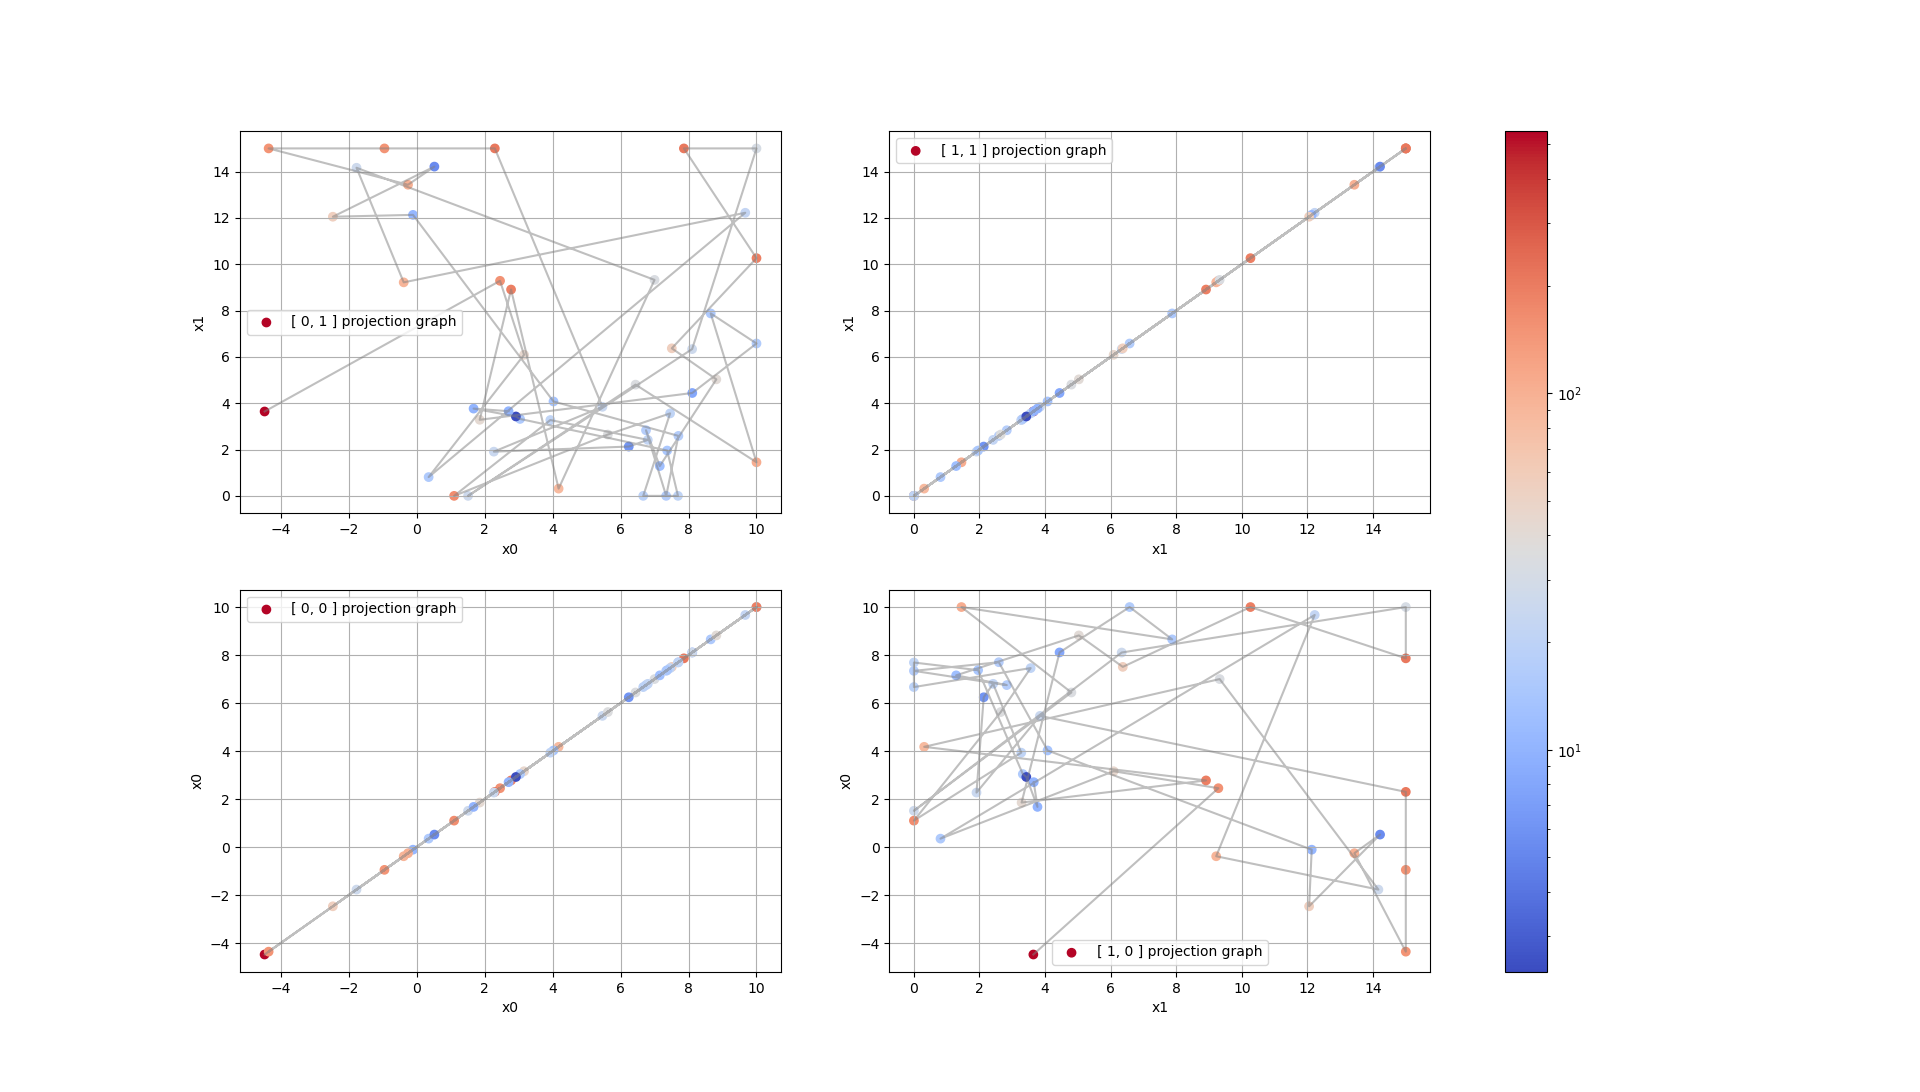 14
12
10
8
6
4
2
0
x1
[ 0, 1 ] projection graph
−4 −2 0 2 4 6 8 10
x0
14
12
10
8
6
4
2
0
x1
[ 1, 1 ] projection graph
0 2 4 6 8 10 12 14
x1
10
8
6
4
2
0
−2
−4
x0
[ 0, 0 ] projection graph
−4 −2 0 2 4 6 8 10
x0
10
8
6
4
2
0
−2
−4
x0
[ 1, 0 ] projection graph
0 2 4 6 8 10 12 14
x1
10²
10¹